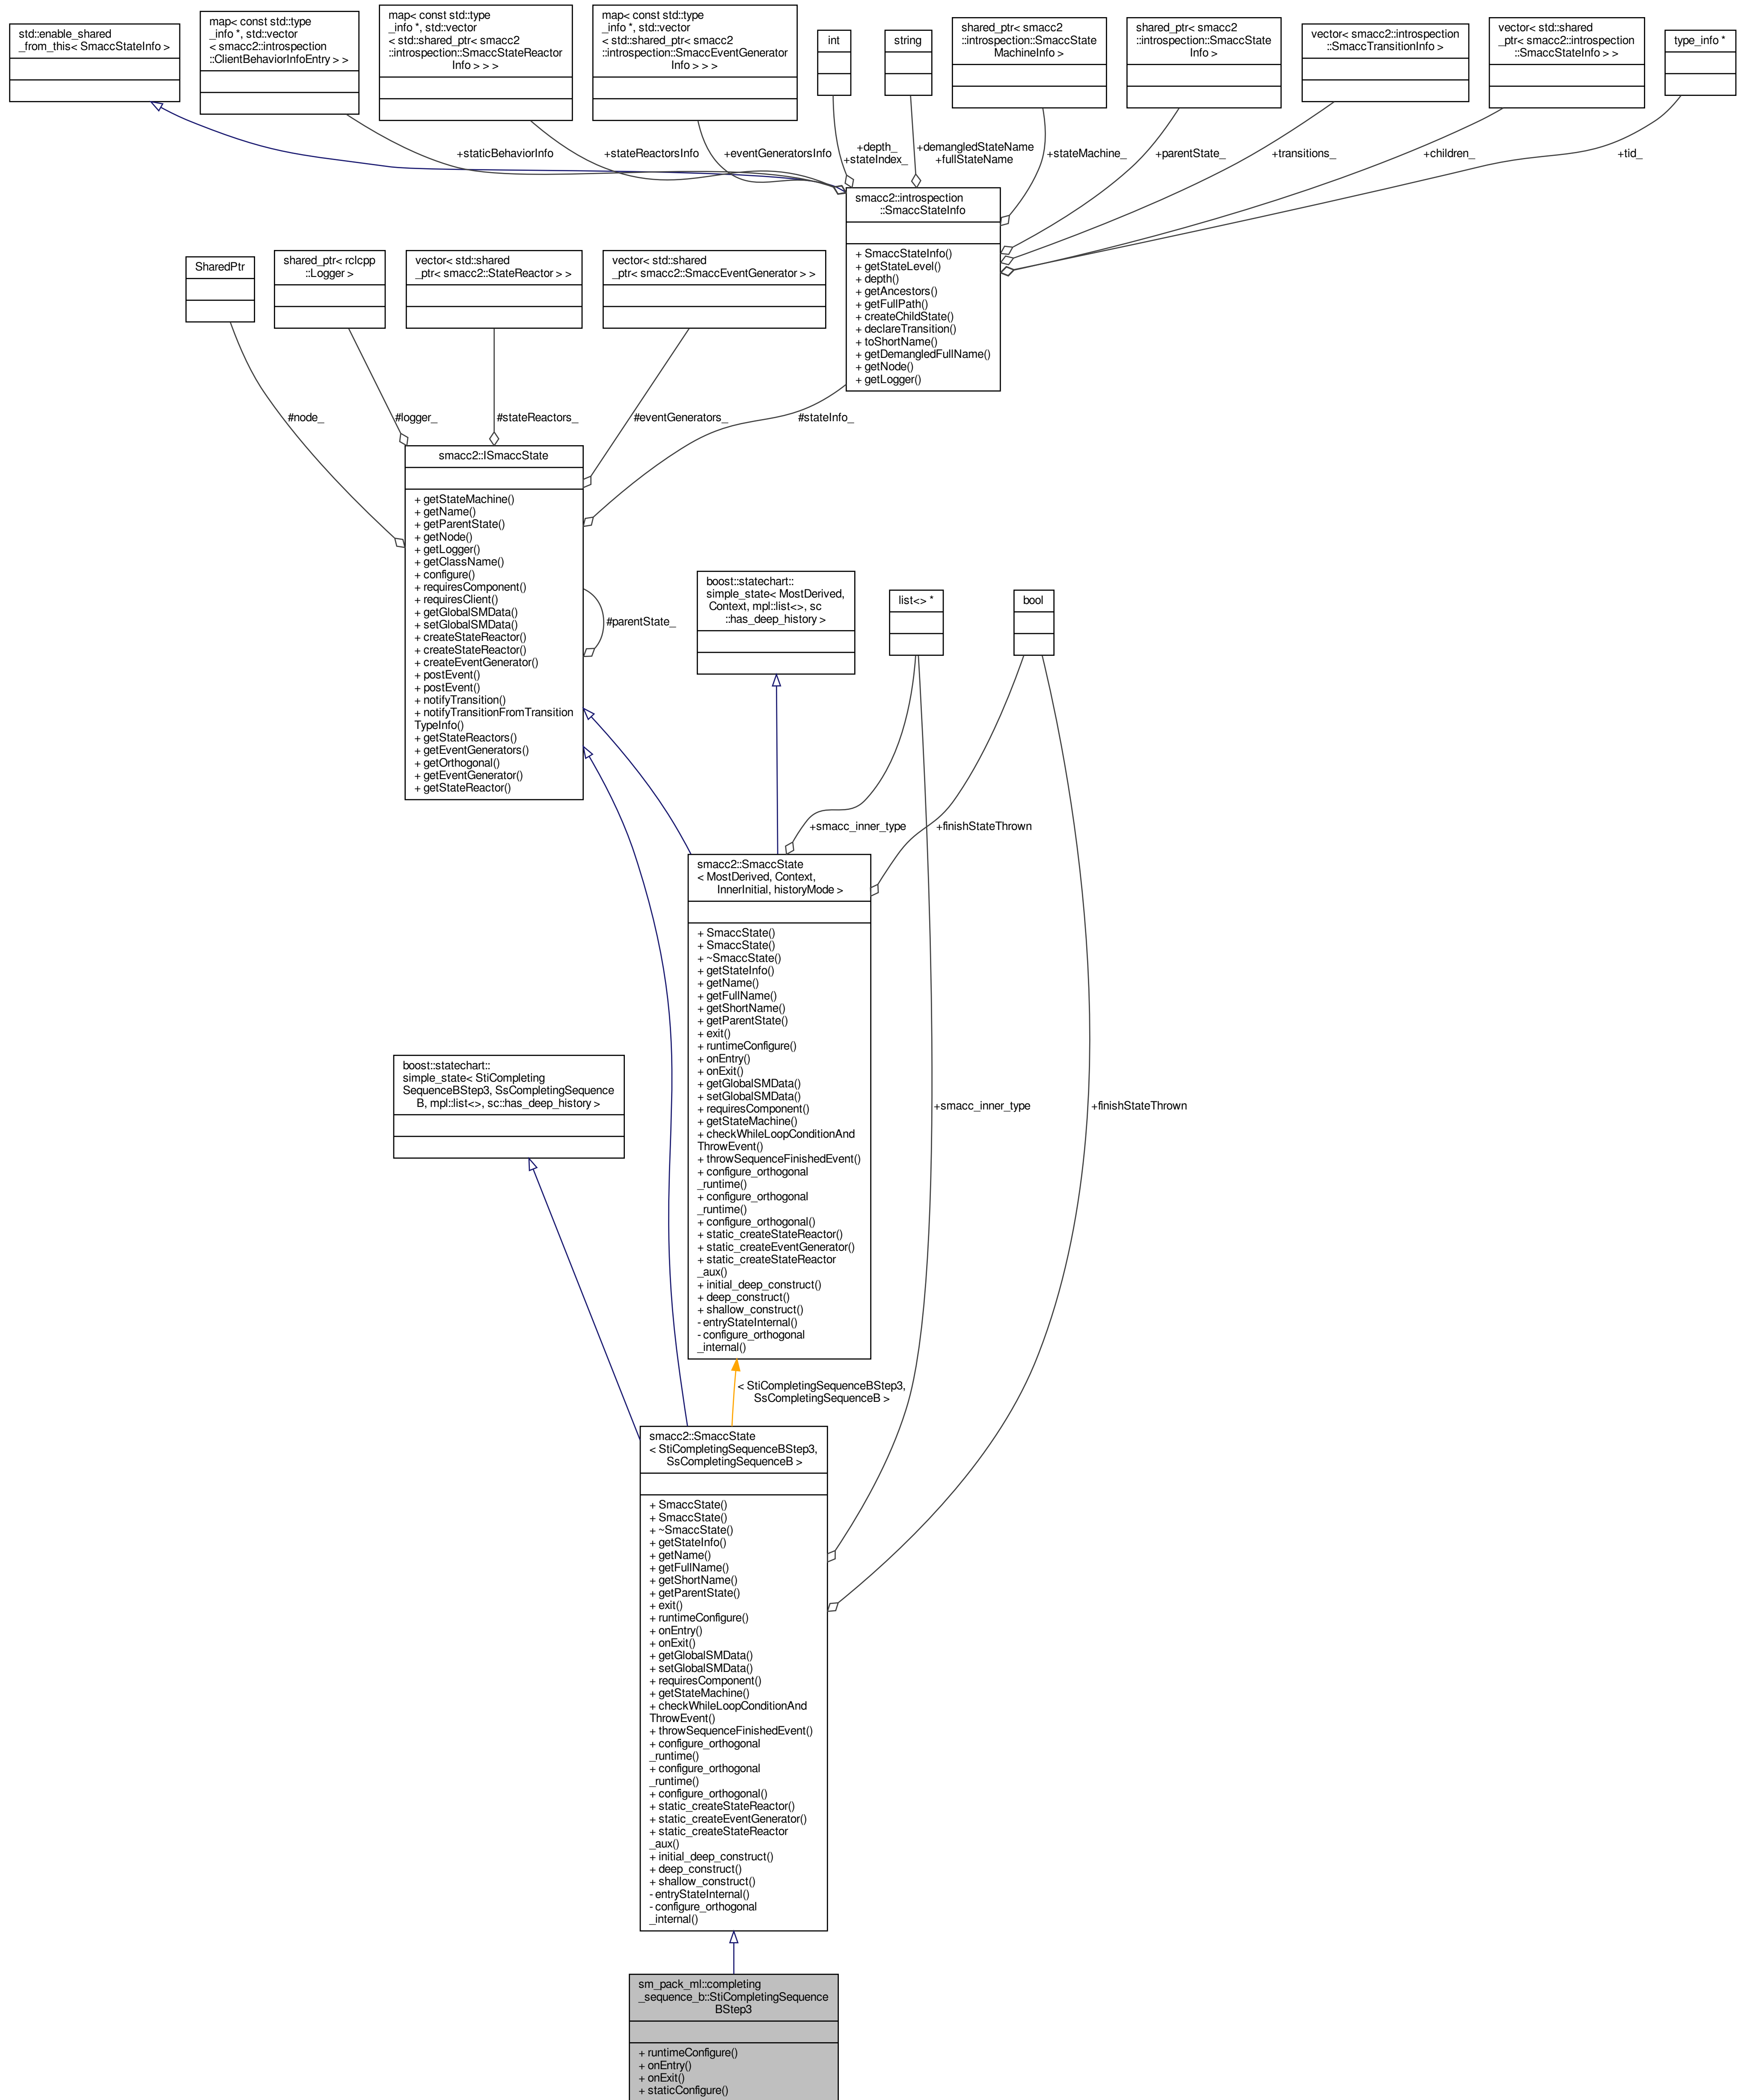 std::enable_shared
_from_this< SmaccStateInfo >
map< const std::type
_info *, std::vector
< smacc2::introspection
::ClientBehaviorInfoEntry > >
map< const std::type
_info *, std::vector
< std::shared_ptr< smacc2
::introspection::SmaccStateReactor
Info > > >
map< const std::type
_info *, std::vector
< std::shared_ptr< smacc2
::introspection::SmaccEventGenerator
Info > > >
int
string
shared_ptr< smacc2
::introspection::SmaccState
MachineInfo >
shared_ptr< smacc2
::introspection::SmaccState
Info >
vector< smacc2::introspection
::SmaccTransitionInfo >
vector< std::shared
_ptr< smacc2::introspection
::SmaccStateInfo > >
type_info *
+staticBehaviorInfo
+stateReactorsInfo
+eventGeneratorsInfo
+depth_
+stateIndex_
+demangledStateName
+fullStateName
+stateMachine_
+parentState_
+transitions_
+children_
+tid_
smacc2::introspection
::SmaccStateInfo
+ SmaccStateInfo()
+ getStateLevel()
+ depth()
+ getAncestors()
+ getFullPath()
+ createChildState()
+ declareTransition()
+ toShortName()
+ getDemangledFullName()
+ getNode()
+ getLogger()
SharedPtr
shared_ptr< rclcpp
::Logger >
vector< std::shared
_ptr< smacc2::StateReactor > >
vector< std::shared
_ptr< smacc2::SmaccEventGenerator > >
#node_
#logger_
#stateReactors_
#eventGenerators_
#stateInfo_
smacc2::ISmaccState
+ getStateMachine()
+ getName()
+ getParentState()
+ getNode()
+ getLogger()
+ getClassName()
+ configure()
+ requiresComponent()
+ requiresClient()
+ getGlobalSMData()
+ setGlobalSMData()
+ createStateReactor()
+ createStateReactor()
+ createEventGenerator()
+ postEvent()
+ postEvent()
+ notifyTransition()
+ notifyTransitionFromTransition
TypeInfo()
+ getStateReactors()
+ getEventGenerators()
+ getOrthogonal()
+ getEventGenerator()
+ getStateReactor()
#parentState_
boost::statechart::
simple_state< MostDerived,
Context, mpl::list<>, sc
::has_deep_history >
list<> *
bool
+smacc_inner_type
+finishStateThrown
smacc2::SmaccState
< MostDerived, Context,
InnerInitial, historyMode >
+ SmaccState()
+ SmaccState()
+ ~SmaccState()
+ getStateInfo()
+ getName()
+ getFullName()
+ getShortName()
+ getParentState()
+ exit()
+ runtimeConfigure()
+ onEntry()
+ onExit()
+ getGlobalSMData()
+ setGlobalSMData()
+ requiresComponent()
+ getStateMachine()
+ checkWhileLoopConditionAnd
ThrowEvent()
+ throwSequenceFinishedEvent()
+ configure_orthogonal
_runtime()
+ configure_orthogonal
_runtime()
+ configure_orthogonal()
+ static_createStateReactor()
+ static_createEventGenerator()
+ static_createStateReactor
_aux()
+ initial_deep_construct()
+ deep_construct()
+ shallow_construct()
- entryStateInternal()
- configure_orthogonal
_internal()
boost::statechart::
simple_state< StiCompleting
SequenceBStep3, SsCompletingSequence
B, mpl::list<>, sc::has_deep_history >
+smacc_inner_type
+finishStateThrown
< StiCompletingSequenceBStep3,
SsCompletingSequenceB >
smacc2::SmaccState
< StiCompletingSequenceBStep3,
SsCompletingSequenceB >
+ SmaccState()
+ SmaccState()
+ ~SmaccState()
+ getStateInfo()
+ getName()
+ getFullName()
+ getShortName()
+ getParentState()
+ exit()
+ runtimeConfigure()
+ onEntry()
+ onExit()
+ getGlobalSMData()
+ setGlobalSMData()
+ requiresComponent()
+ getStateMachine()
+ checkWhileLoopConditionAnd
ThrowEvent()
+ throwSequenceFinishedEvent()
+ configure_orthogonal
_runtime()
+ configure_orthogonal
_runtime()
+ configure_orthogonal()
+ static_createStateReactor()
+ static_createEventGenerator()
+ static_createStateReactor
_aux()
+ initial_deep_construct()
+ deep_construct()
+ shallow_construct()
- entryStateInternal()
- configure_orthogonal
_internal()
sm_pack_ml::completing
_sequence_b::StiCompletingSequence
BStep3
+ runtimeConfigure()
+ onEntry()
+ onExit()
+ staticConfigure()